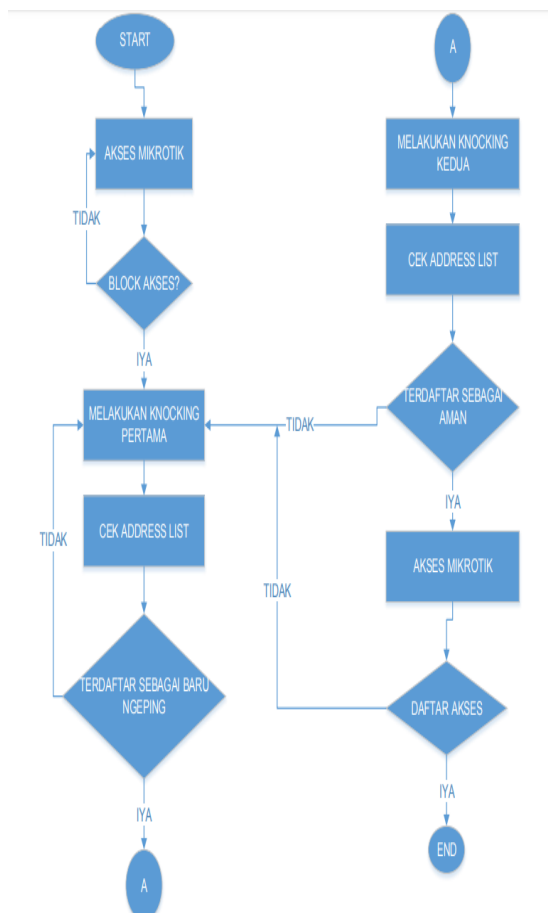 START
AKSES MIKROTIK
TIDAK
BLOCK AKSES?
IYA
MELAKUKAN KNOCKING
PERTAMA
CEK ADDRESS LIST
TIDAK
TERDAFTAR SEBAGAI BARU
NGEPING
IYA
A
A
MELAKUKAN KNOCKING
KEDUA
CEK ADDRESS LIST
TERDAFTAR SEBAGAI
AMAN
TIDAK
IYA
AKSES MIKROTIK
TIDAK
DAFTAR AKSES
IYA
END